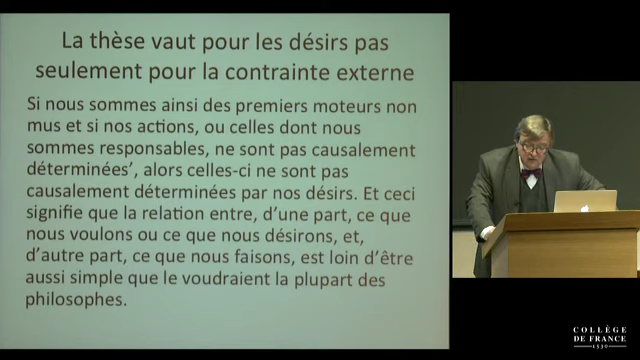 La thèse vaut pour les désirs pas
seulement pour la contrainte externe
Si nous sommes ainsi des premiers moteurs non
mus et si nos actions, ou celles dont nous
sommes responsables, ne sont pas causalement
déterminées’, alors celles-ci ne sont pas
causalement déterminées par nos désirs. Et ceci
signifie que la relation entre, d’une part, ce que
nous voulons ou ce que nous désirons, et,
d’autre part, ce que nous faisons, est loin d’être
aussi simple que le voudraient la plupart des
philosophes.
COLLÈGE
DE FRANCE
1530